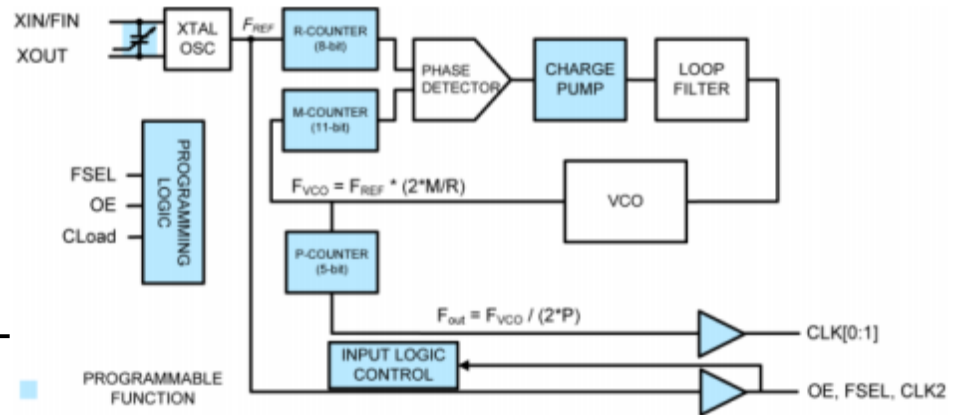 XIN/FIN
XOUT
XTAL
OSC
FREF
R-COUNTER
(8-bit)
M-COUNTER
(11-bit)
PHASE
DETECTOR
CHARGE
PUMP
LOOP
FILTER
PROGRAMMING
LOGIC
FSEL
OE
CLoad
FVCO = FREF * (2*M/R)
VCO
P-COUNTER
(5-bit)
Fout = FVCO / (2*P)
CLK[0:1]
INPUT LOGIC
CONTROL
OE, FSEL, CLK2
PROGRAMMABLE
FUNCTION